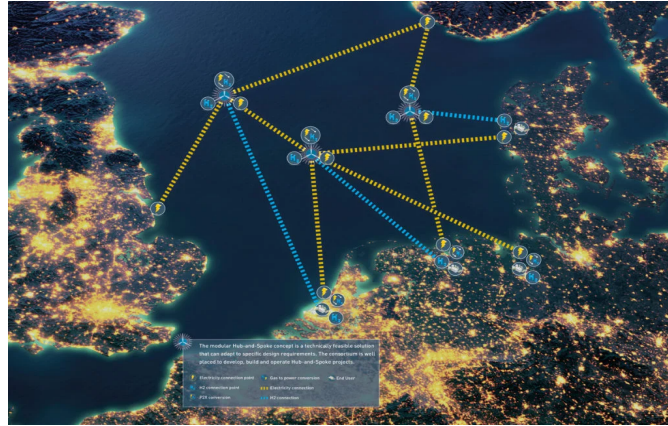 The modular Hub-and-Spoke concept is a technically feasible solution
that can adapt to specific design requirements. The consortium is well
placed to develop, build and operate Hub-and-Spoke projects.
Electricity connection point
Gas to power conversion
End user
H2 connection point
Electricity connection
P2X conversion
H2 connection